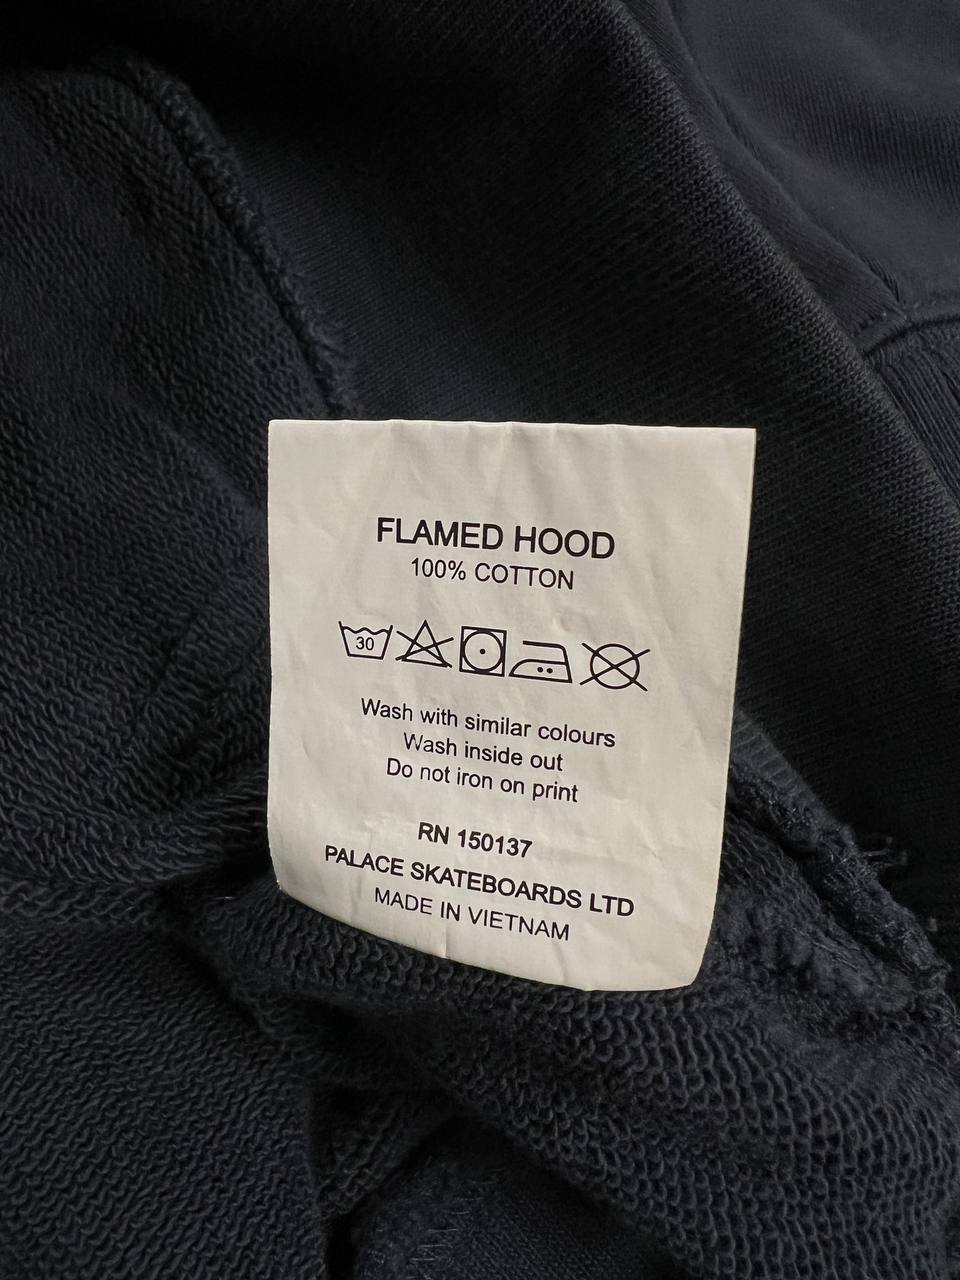 FLAMED HOOD
100% COTTON
30
Wash with similar colours
Wash inside out
Do not iron on print
RN 150137
PALACE SKATEBOARDS LTD
MADE IN VIETNAM